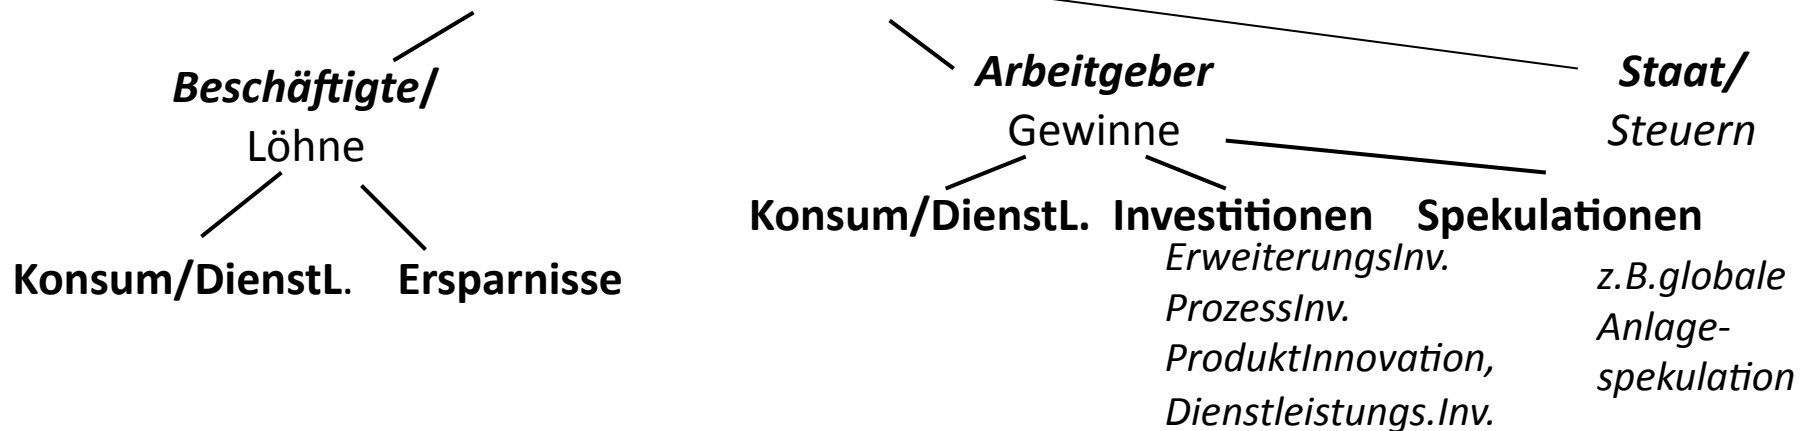 Beschäftigte/
Löhne
Konsum/DienstL. Ersparnisse
Arbeitgeber
Gewinne
Konsum/DienstL. Investitionen Spekulationen
ErweiterungsInv.
ProzessInv.
ProduktInnovation,
Dienstleistungs.Inv.
z.B.globale
Anlage-
spekulation
Staat/
Steuern